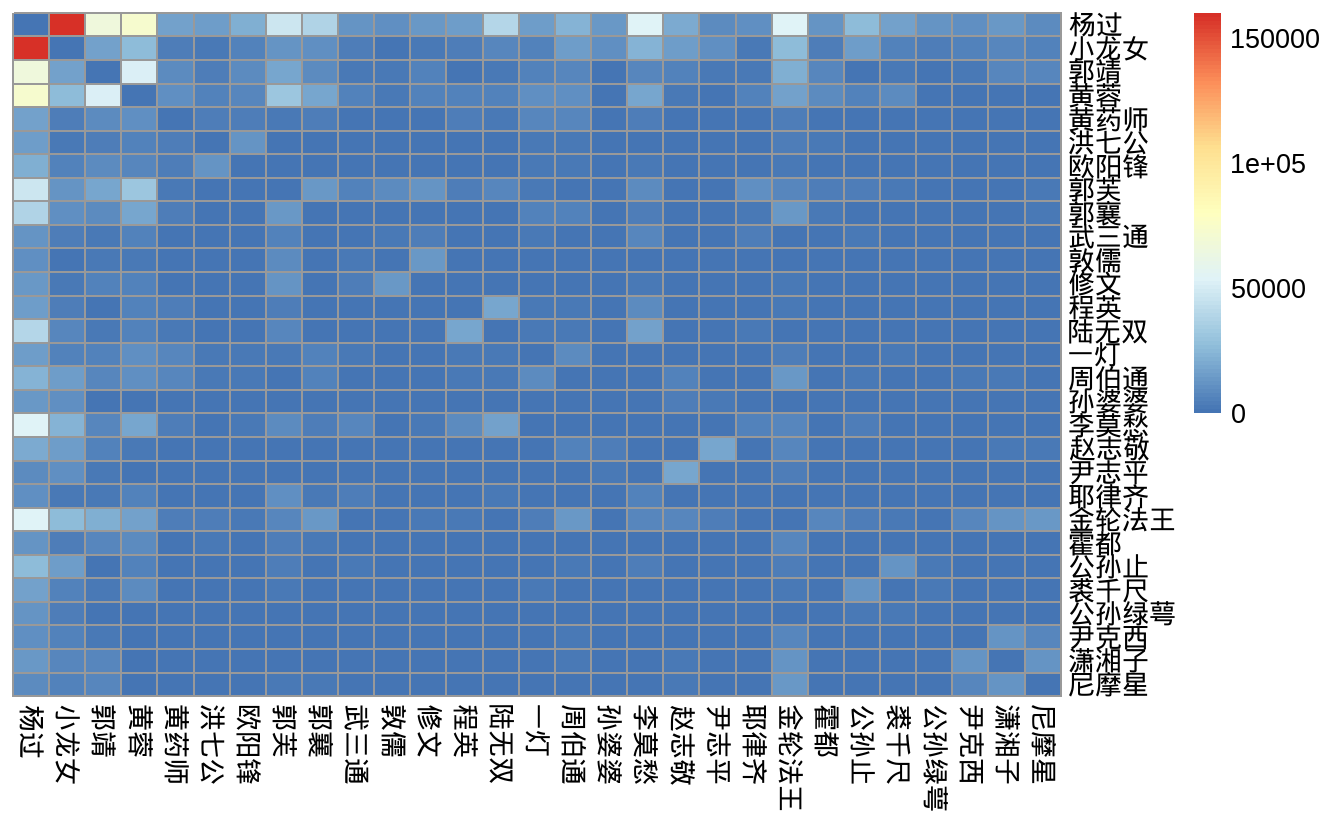 杨过
小龙女
郭靖
黄蓉
黄药师
洪七公
欧阳锋
郭芙
郭襄
武三通
敦儒
修文
程英
陆无双
一灯
周伯通
孙婆婆
李莫愁
赵志敬
尹志平
耶律齐
金轮法王
霍都
公孙止
裘千尺
公孙绿萼
尹克西
潇湘子
尼摩星
150000
1e+05
50000
0
杨过
小龙女
郭靖
黄蓉
黄药师
洪七公
欧阳锋
郭芙
郭襄
武三通
敦儒
修文
程英
陆无双
一灯
周伯通
孙婆婆
李莫愁
赵志敬
尹志平
耶律齐
金轮法王
霍都
公孙止
裘千尺
公孙绿萼
尹克西
潇湘子
尼摩星